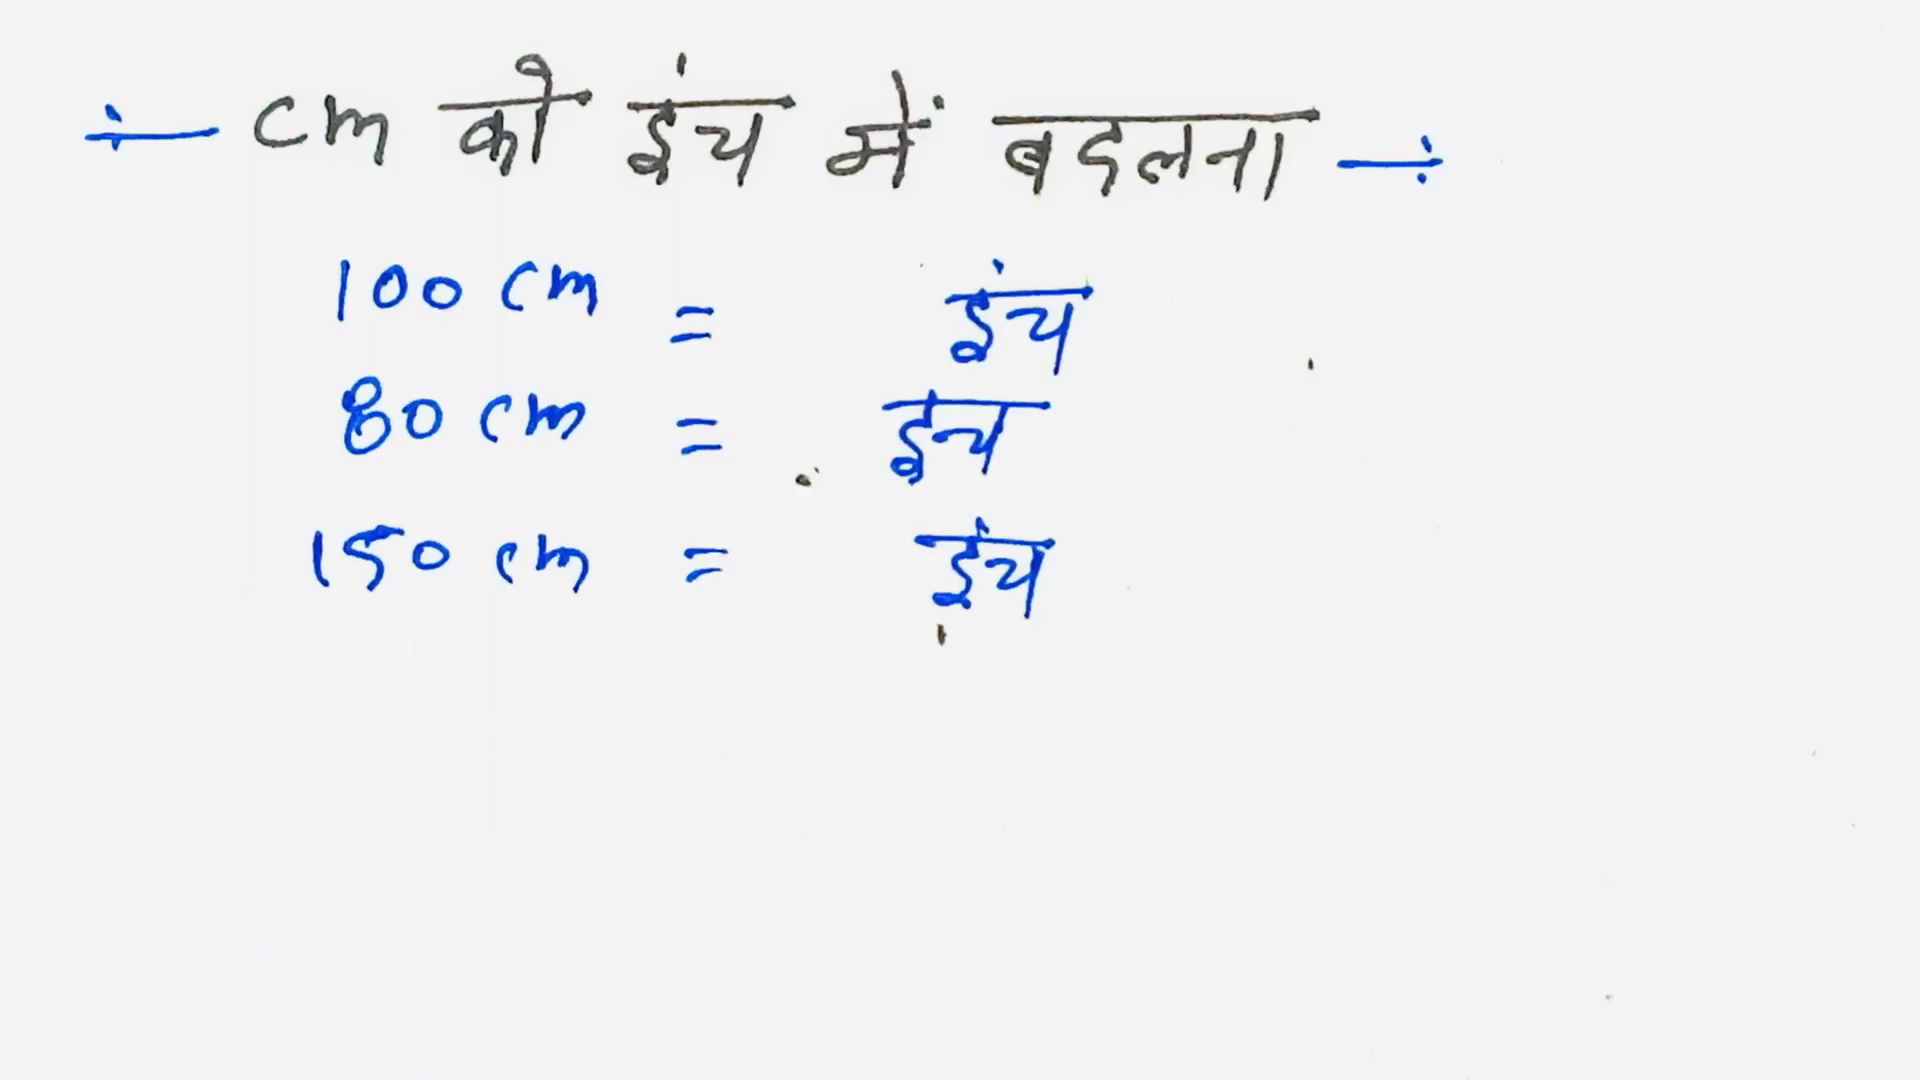 ÷ cm को इंच में बदलना ÷
100 cm = इंच
80 cm = इंच
150 cm = इंच